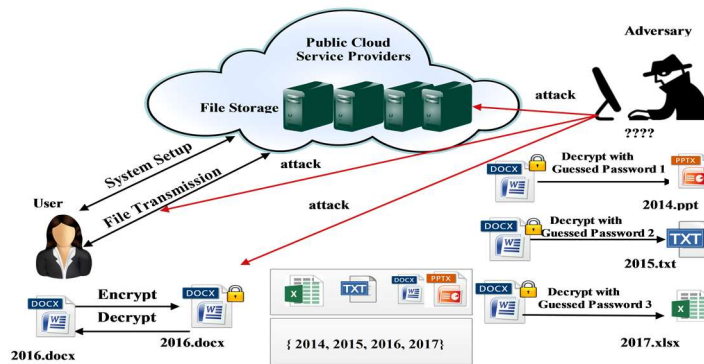 Public Cloud
Service Providers
Adversary
File Storage
attack
????
System Setup
attack
File Transmission
User
attack
DOCX
W
Decrypt with
Guessed Password 1
PPTX
P
2014.ppt
DOCX
W
Decrypt with
Guessed Password 2
TXT
2015.txt
DOCX
W
Encrypt
Decrypt
DOCX
W
2016.docx
2016.docx
X
TXT
DOCX
W
PPTX
P
{ 2014, 2015, 2016, 2017}
DOCX
W
Decrypt with
Guessed Password 3
X
2017.xlsx